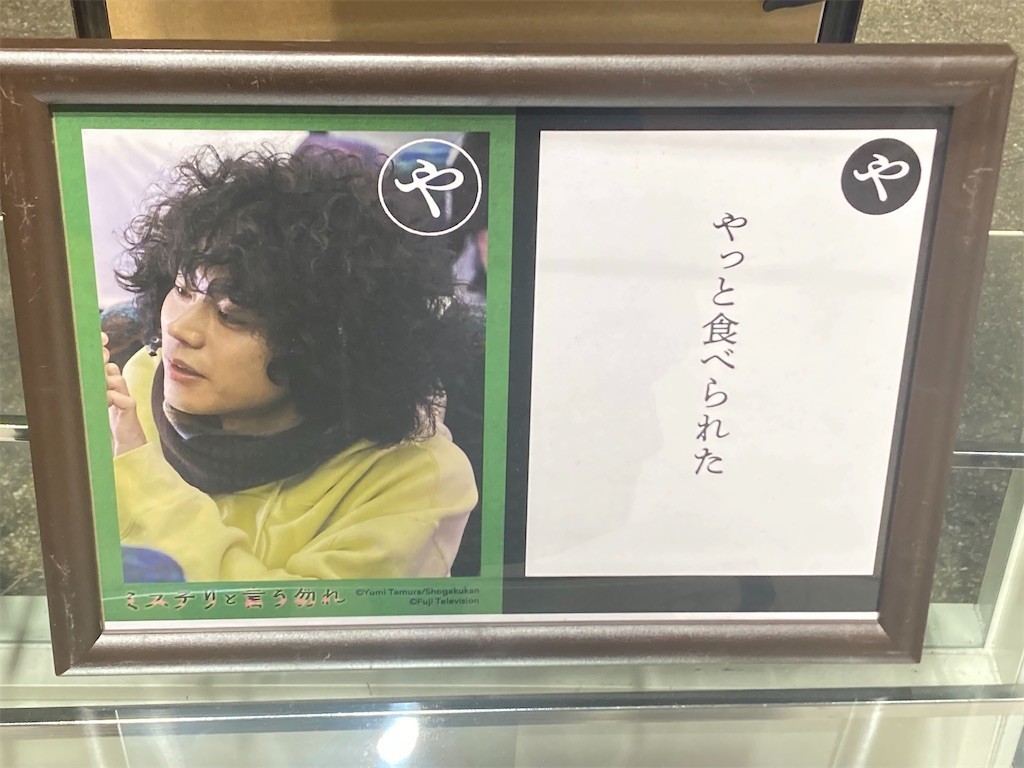 や
ミステリと言う勿れ
©Yumi Tamura/Shogakukan
©Fuji Television
や
やっと食べられた